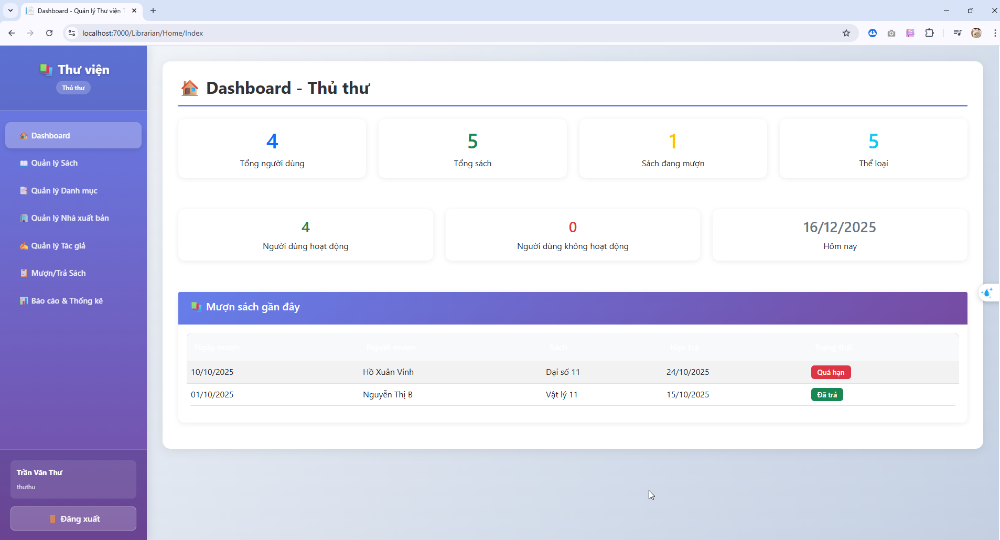 Dashboard - Quản lý Thư viện T
localhost:7000/Librarian/Home/Index
Thư viện
Thủ thư
Dashboard
Quản lý Sách
Quản lý Danh mục
Quản lý Nhà xuất bản
Quản lý Tác giả
Mượn/Trả Sách
Báo cáo & Thống kê
Trần Văn Thư
thuthu
Đăng xuất
Dashboard - Thủ thư
4
Tổng người dùng
5
Tổng sách
1
Sách đang mượn
5
Thể loại
4
Người dùng hoạt động
0
Người dùng không hoạt động
16/12/2025
Hôm nay
Mượn sách gần đây
Ngày mượn Người mượn Sách Hạn trả Trạng thái
10/10/2025 Hồ Xuân Vinh Đại số 11 24/10/2025 Quá hạn
01/10/2025 Nguyễn Thị B Vật lý 11 15/10/2025 Đã trả